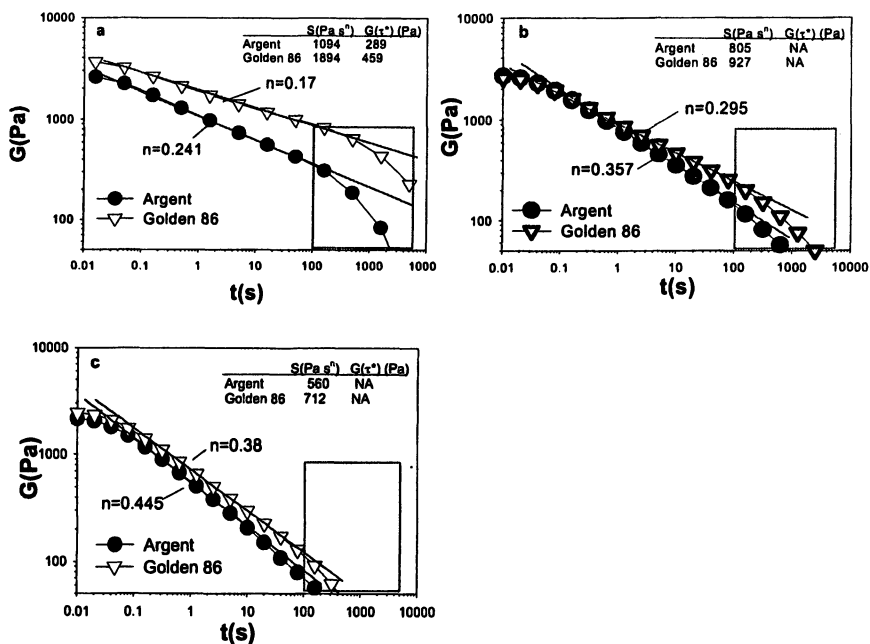 10000
a
S(Pa sⁿ) G(τ*) (Pa)
Argent 1094 289
Golden 86 1894 459
n=0.17
1000
G(Pa)
n=0.241
100
Argent
Golden 86
0.01 0.1 1 10 100 1000 10000
t(s)
10000
b
S(Pa sⁿ) G(τ*) (Pa)
Argent 805 NA
Golden 86 927 NA
n=0.295
1000
G(Pa)
n=0.357
100
Argent
Golden 86
0.01 0.1 1 10 100 1000 10000
t(s)
10000
c
S(Pa sⁿ) G(τ*) (Pa)
Argent 560 NA
Golden 86 712 NA
1000
n=0.38
G(Pa)
n=0.445
Argent
Golden 86
100
0.01 0.1 1 10 100 1000 10000
t(s)